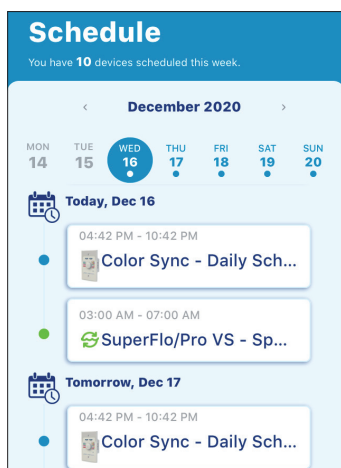 Schedule
You have 10 devices scheduled this week.
‹ December 2020 ›
MON TUE WED THU FRI SAT SUN
14 15 16 17 18 19 20
Today, Dec 16
04:42 PM - 10:42 PM
Color Sync - Daily Sch...
03:00 AM - 07:00 AM
SuperFlo/Pro VS - Sp...
Tomorrow, Dec 17
04:42 PM - 10:42 PM
Color Sync - Daily Sch...